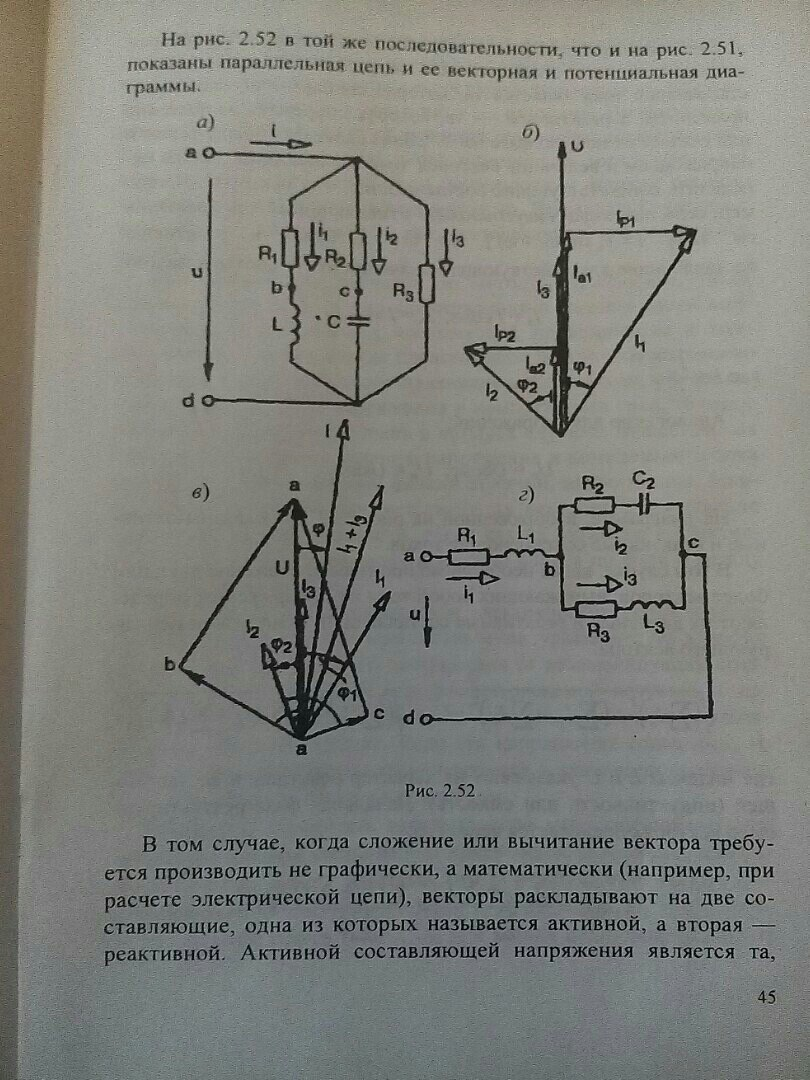 На рис. 2.52 в той же последовательности, что и на рис. 2.51,
показаны параллельная цепь и ее векторная и потенциальная диа-
граммы.
а)
i
a
u
R₁
i₁
R₂
i₂
i₃
R₃
b
c
L
C
d
б)
U
Iр1
I₃
Iа1
I₁
Iр2
Iа2
I₂
φ₂
φ₁
в)
I
a
φ
I₁+I₃
U
I₃
I₁
I₂
φ₂
b
φ₁
c
a
г)
R₂
C₂
R₁
L₁
a
b
c
i₂
i₁
i₃
u
R₃
L₃
d
Рис. 2.52
В том случае, когда сложение или вычитание вектора требу-
ется производить не графически, а математически (например, при
расчете электрической цепи), векторы раскладывают на две со-
ставляющие, одна из которых называется активной, а вторая —
реактивной. Активной составляющей напряжения является та,
45